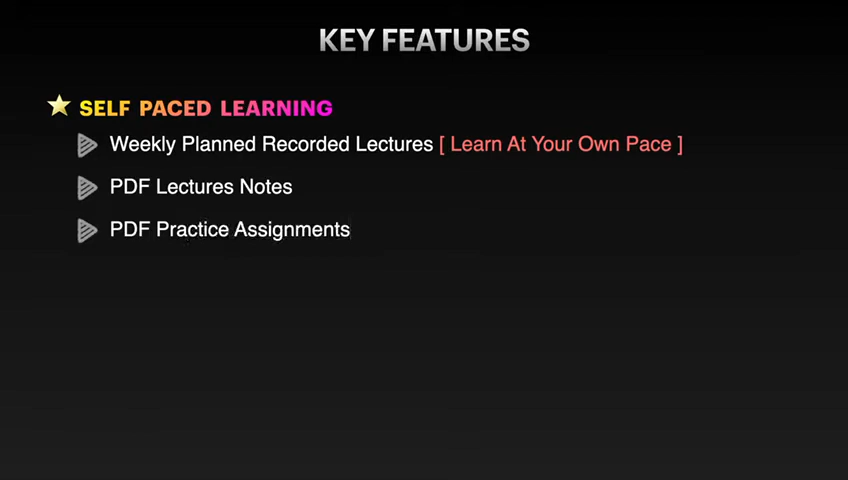 KEY FEATURES
SELF PACED LEARNING
Weekly Planned Recorded Lectures [ Learn At Your Own Pace ]
PDF Lectures Notes
PDF Practice Assignments